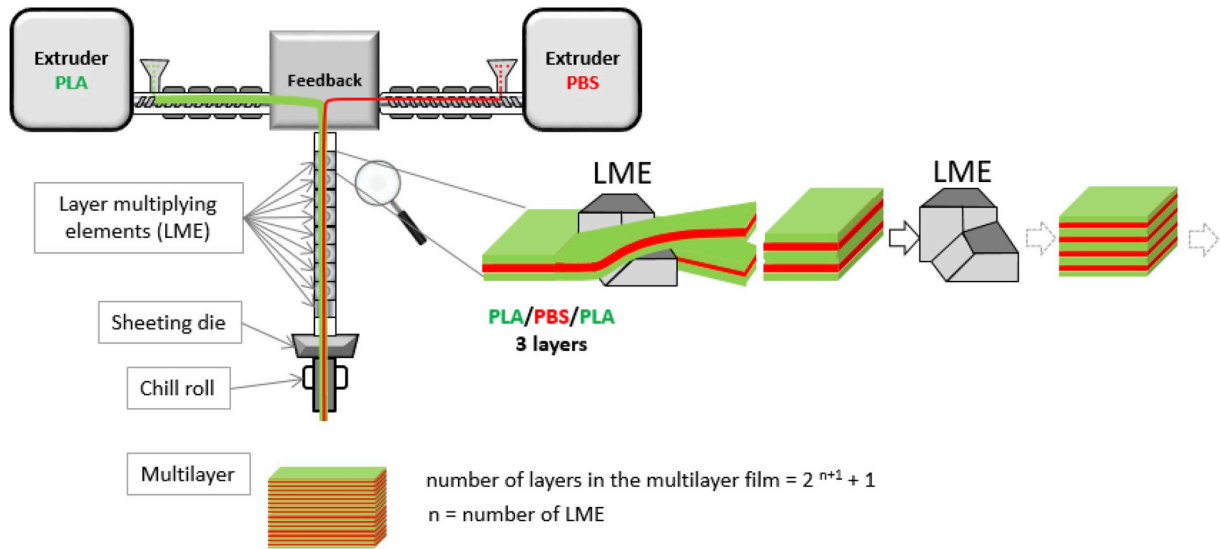 Extruder
PLA
Feedback
Extruder
PBS
Layer multiplying
elements (LME)
LME
LME
PLA/PBS/PLA
3 layers
Sheeting die
Chill roll
Multilayer
number of layers in the multilayer film = 2 ⁿ⁺¹ + 1
n = number of LME